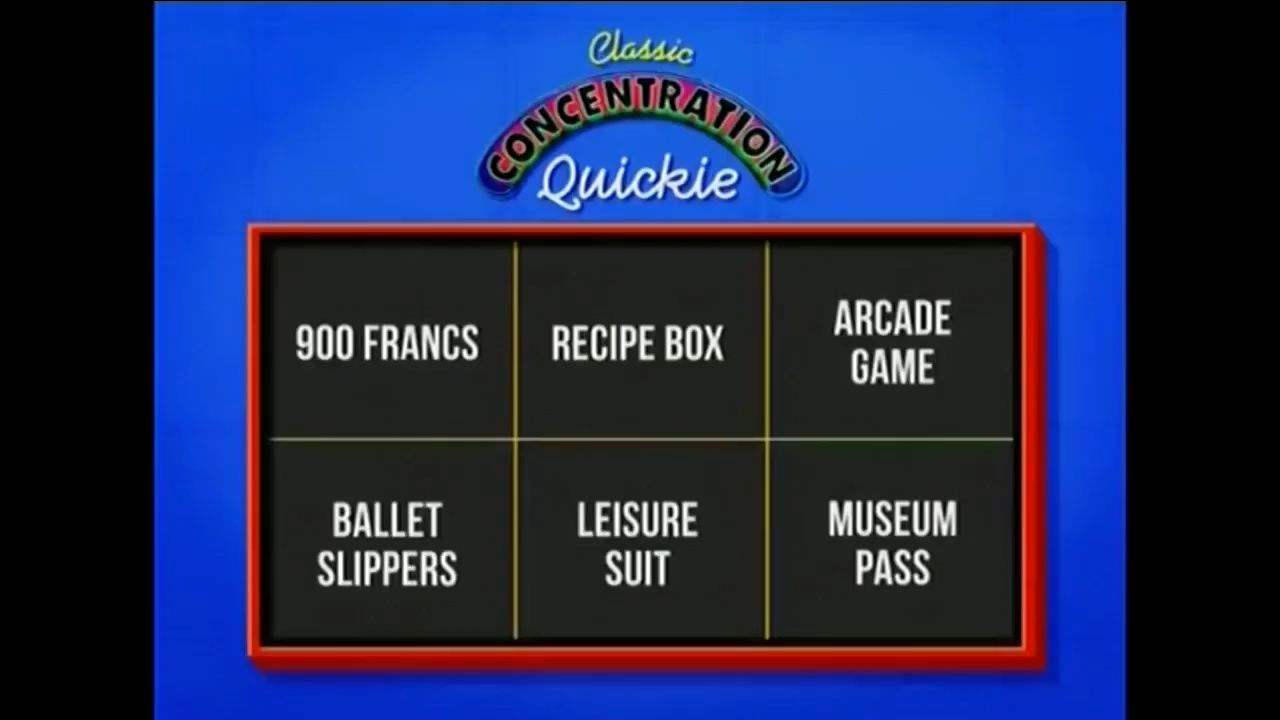 Classic
CONCENTRATION
Quickie
900 FRANCS
RECIPE BOX
ARCADE
GAME
BALLET
SLIPPERS
LEISURE
SUIT
MUSEUM
PASS